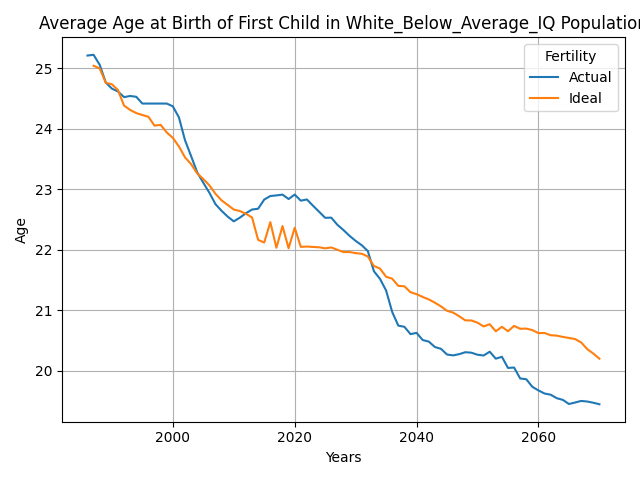 Average Age at Birth of First Child in White_Below_Average_IQ Population
Fertility
Actual
Ideal
25
24
23
22
21
20
Age
2000
2020
2040
2060
Years